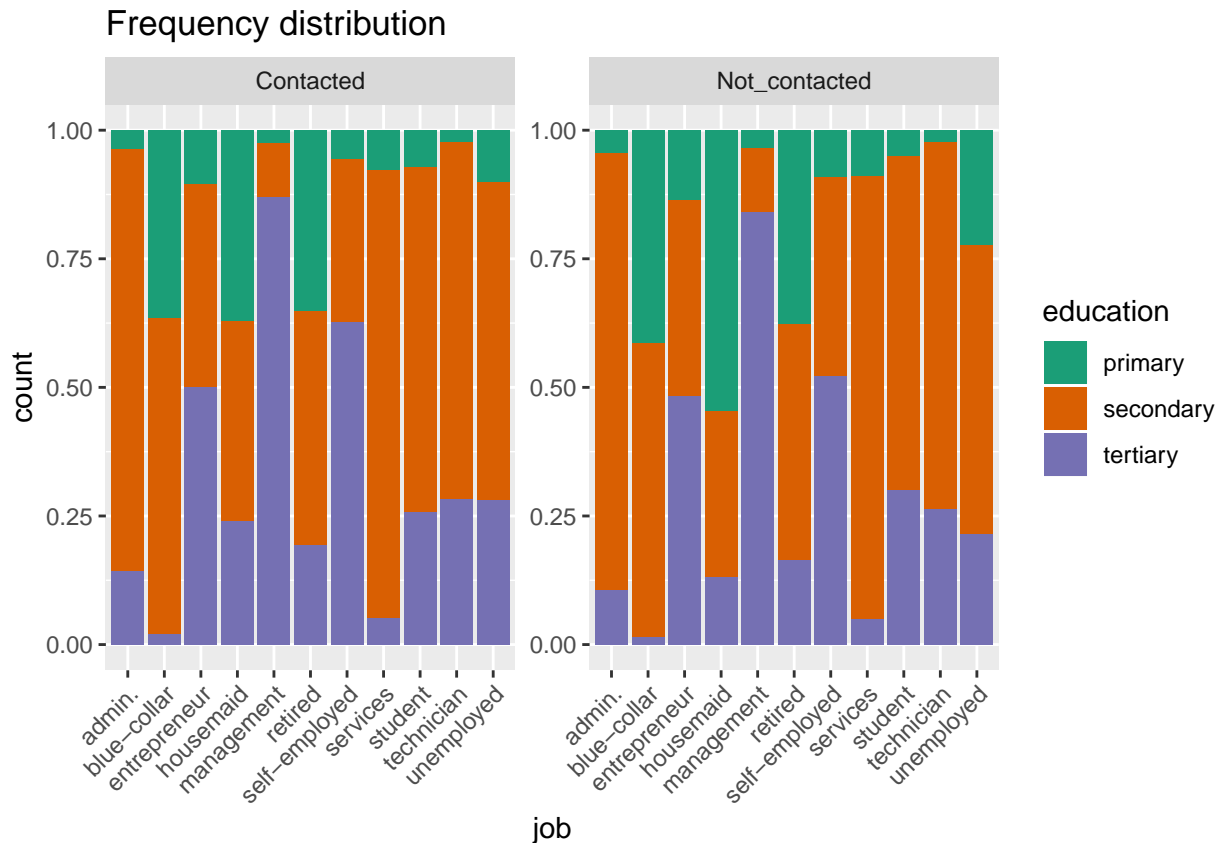 Frequency distribution
Contacted
Not_contacted
count
1.00
0.75
0.50
0.25
0.00
admin.
blue−collar
entrepreneur
housemaid
management
retired
self−employed
services
student
technician
unemployed
1.00
0.75
0.50
0.25
0.00
admin.
blue−collar
entrepreneur
housemaid
management
retired
self−employed
services
student
technician
unemployed
job
education
primary
secondary
tertiary